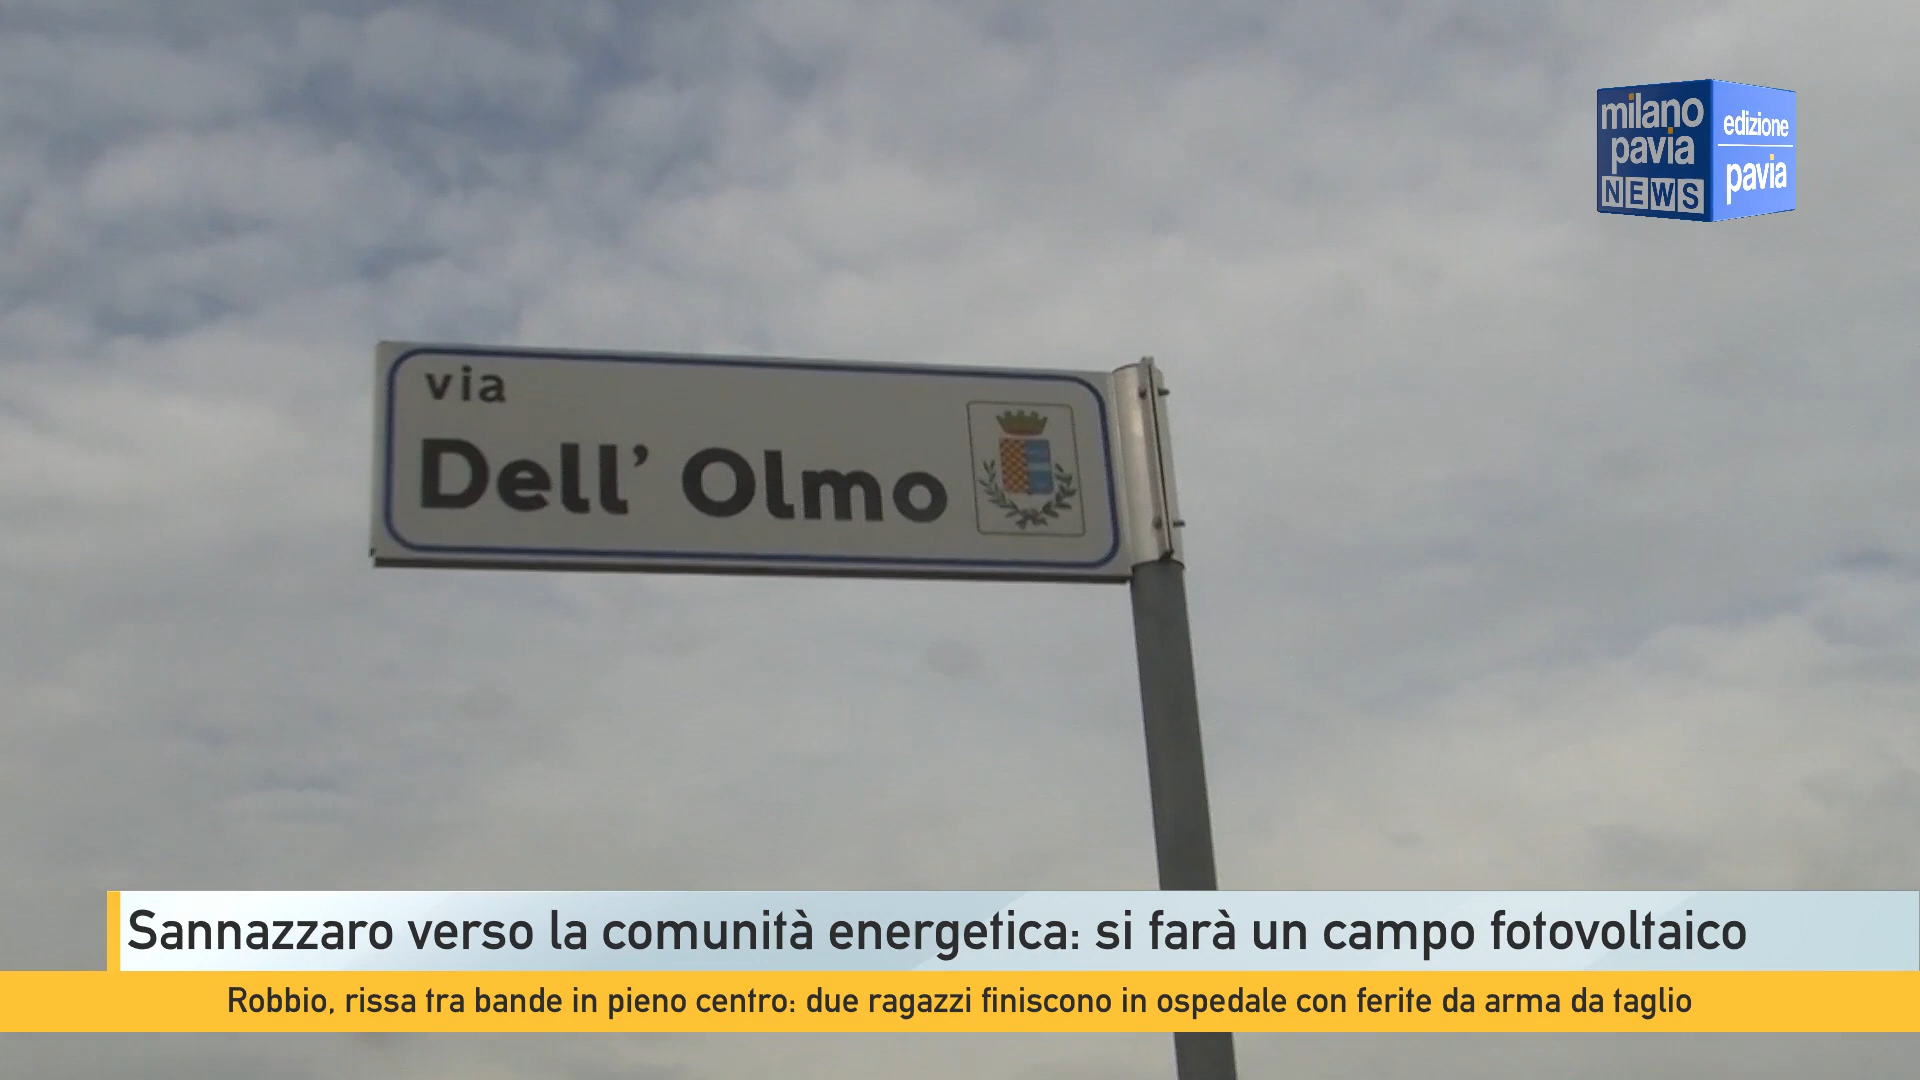 milano
pavia
NEWS
edizione
pavia
via
Dell' Olmo
Sannazzaro verso la comunità energetica: si farà un campo fotovoltaico
Robbio, rissa tra bande in pieno centro: due ragazzi finiscono in ospedale con ferite da arma da taglio